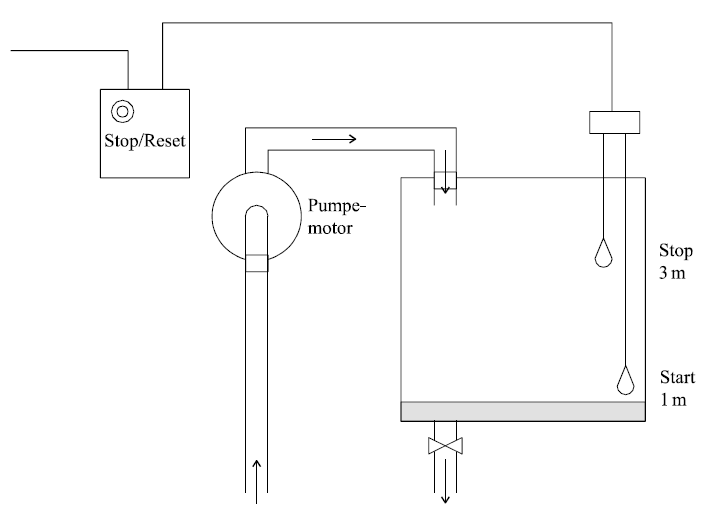 Stop/Reset
Pumpe-
motor
Stop
3 m
Start
1 m